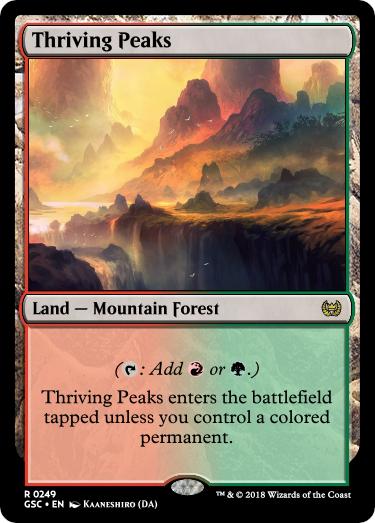 Thriving Peaks
Land — Mountain Forest
( : Add or .)
Thriving Peaks enters the battlefield
tapped unless you control a colored
permanent.
R 0249
GSC • EN Kaaneshiro (DA)
™ & © 2018 Wizards of the Coast